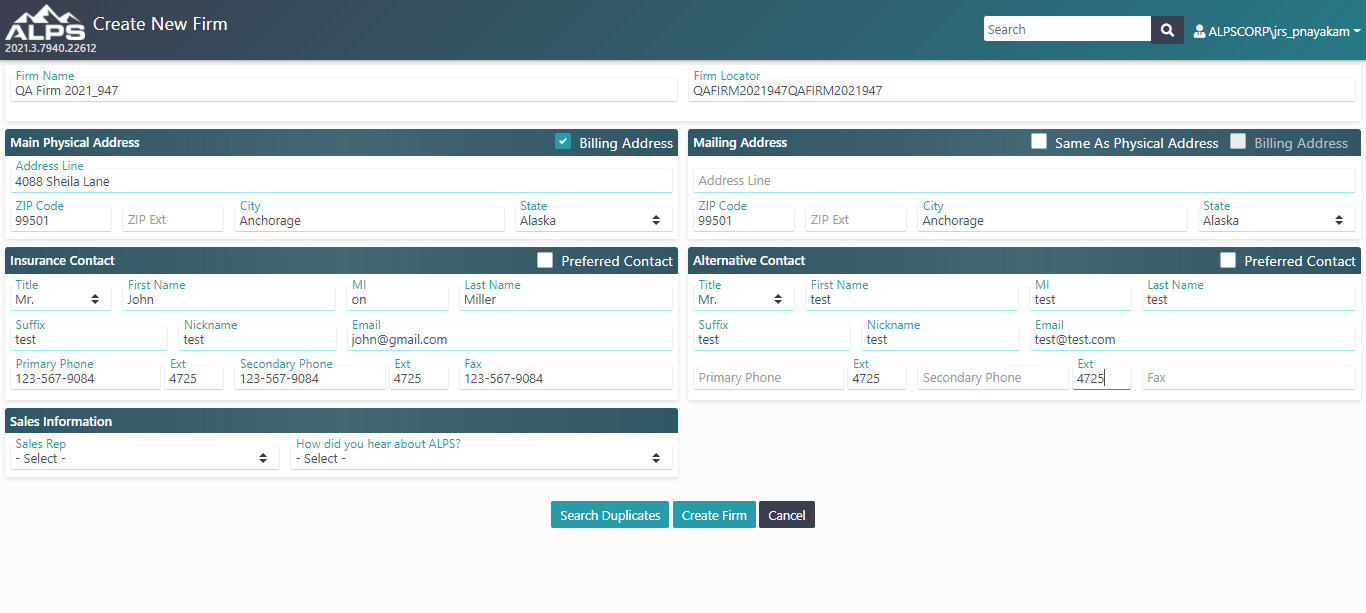 ALPS Create New Firm Search ALPSCORP\jrs_pnayakam
2021.3.7940.22612
Firm Name Firm Locator
QA Firm 2021_947 QAFIRM2021947QAFIRM2021947
Main Physical Address Billing Address Mailing Address Same As Physical Address Billing Address
Address Line
4088 Sheila Lane Address Line
ZIP Code City State ZIP Code City State
99501 ZIP Ext Anchorage Alaska 99501 ZIP Ext Anchorage Alaska
Insurance Contact Preferred Contact Alternative Contact Preferred Contact
Title First Name MI Last Name Title First Name MI Last Name
Mr. John on Miller Mr. test test test
Suffix Nickname Email Suffix Nickname Email
test test john@gmail.com test test test@test.com
Primary Phone Ext Secondary Phone Ext Fax Ext Ext
123-567-9084 4725 123-567-9084 4725 123-567-9084 Primary Phone 4725 Secondary Phone 4725 Fax
Sales Information
Sales Rep How did you hear about ALPS?
- Select - - Select -
Search Duplicates Create Firm Cancel